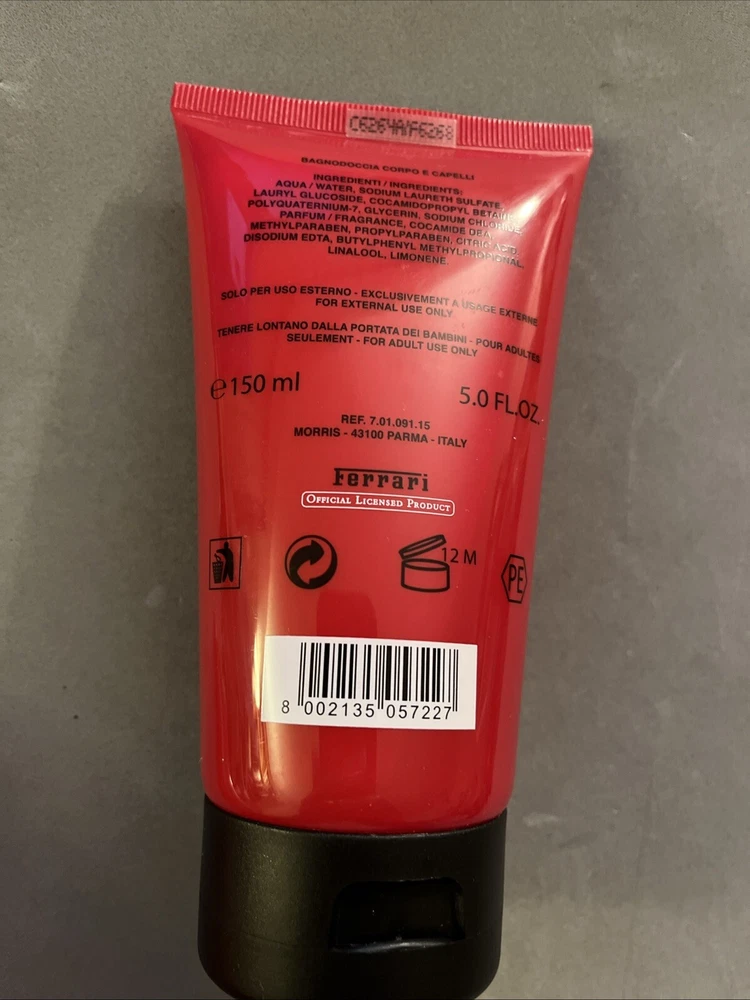 C6264A/F6268
BAGNODOCCIA CORPO E CAPELLI
INGREDIENTI / INGREDIENTS:
AQUA / WATER, SODIUM LAURETH SULFATE,
LAURYL GLUCOSIDE, COCAMIDOPROPYL BETAINE,
POLYQUATERNIUM-7, GLYCERIN, SODIUM CHLORIDE,
PARFUM / FRAGRANCE, COCAMIDE DEA,
METHYLPARABEN, PROPYLPARABEN, CITRIC ACID,
DISODIUM EDTA, BUTYLPHENYL METHYLPROPIONAL,
LINALOOL, LIMONENE.
SOLO PER USO ESTERNO - EXCLUSIVEMENT A USAGE EXTERNE
FOR EXTERNAL USE ONLY
TENERE LONTANO DALLA PORTATA DEI BAMBINI - POUR ADULTES
SEULEMENT - FOR ADULT USE ONLY
℮ 150 ml 5.0 FL.OZ.
REF. 7.01.091.15
MORRIS - 43100 PARMA - ITALY
Ferrari
OFFICIAL LICENSED PRODUCT
12 M
PE
8 002135 057227